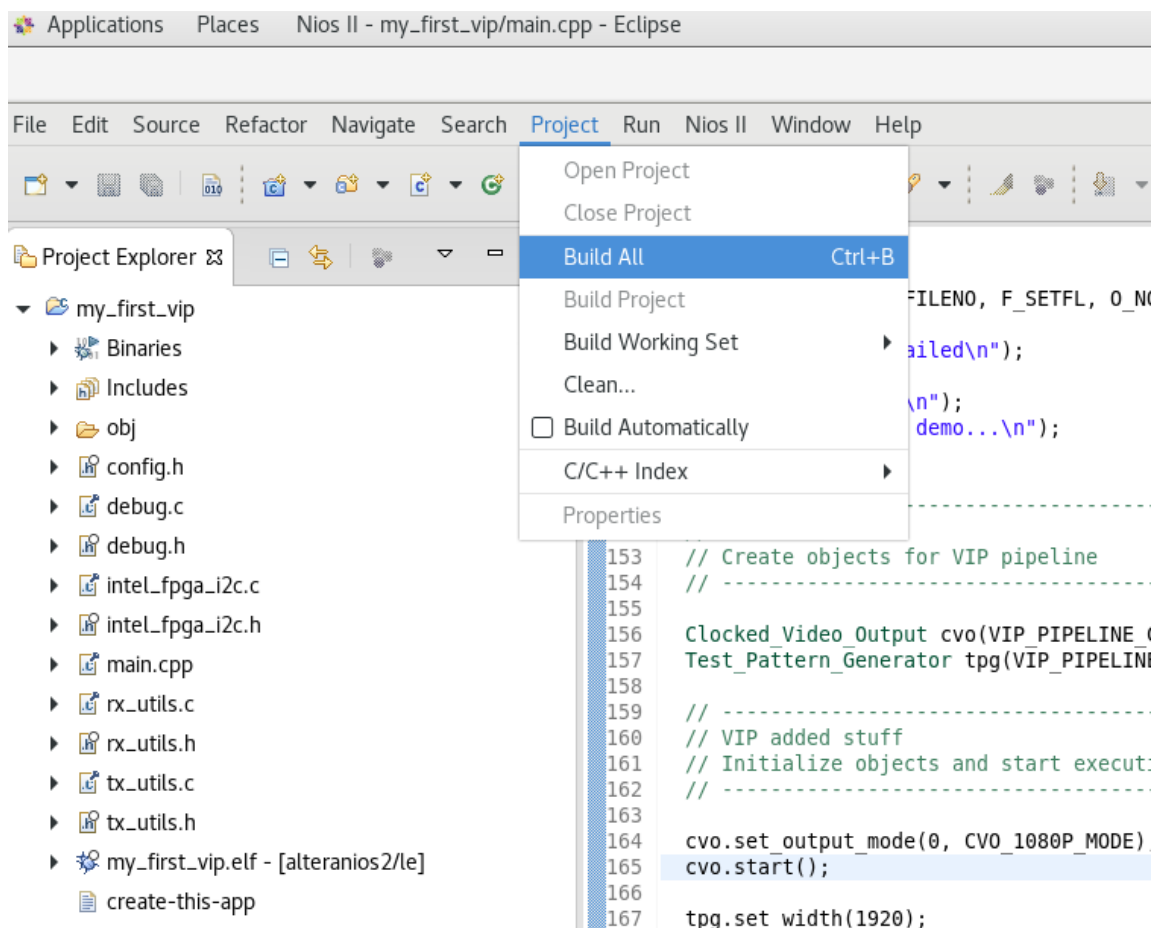 Applications Places Nios II - my_first_vip/main.cpp - Eclipse
File Edit Source Refactor Navigate Search Project Run Nios II Window Help
010
Project Explorer
my_first_vip
Binaries
Includes
obj
config.h
debug.c
debug.h
intel_fpga_i2c.c
intel_fpga_i2c.h
main.cpp
rx_utils.c
rx_utils.h
tx_utils.c
tx_utils.h
my_first_vip.elf - [alteranios2/le]
create-this-app
Open Project
Close Project
Build All Ctrl+B
Build Project
Build Working Set
Clean...
Build Automatically
C/C++ Index
Properties
FILENO, F_SETFL, O_N
ailed\n");
\n");
demo...\n");
153 // Create objects for VIP pipeline
154 // -----------------------------------
155
156 Clocked_Video_Output cvo(VIP_PIPELINE_
157 Test_Pattern_Generator tpg(VIP_PIPELINE
158
159 // -----------------------------------
160 // VIP added stuff
161 // Initialize objects and start executi
162 // -----------------------------------
163
164 cvo.set_output_mode(0, CVO_1080P_MODE)
165 cvo.start();
166
167 tpg.set_width(1920);